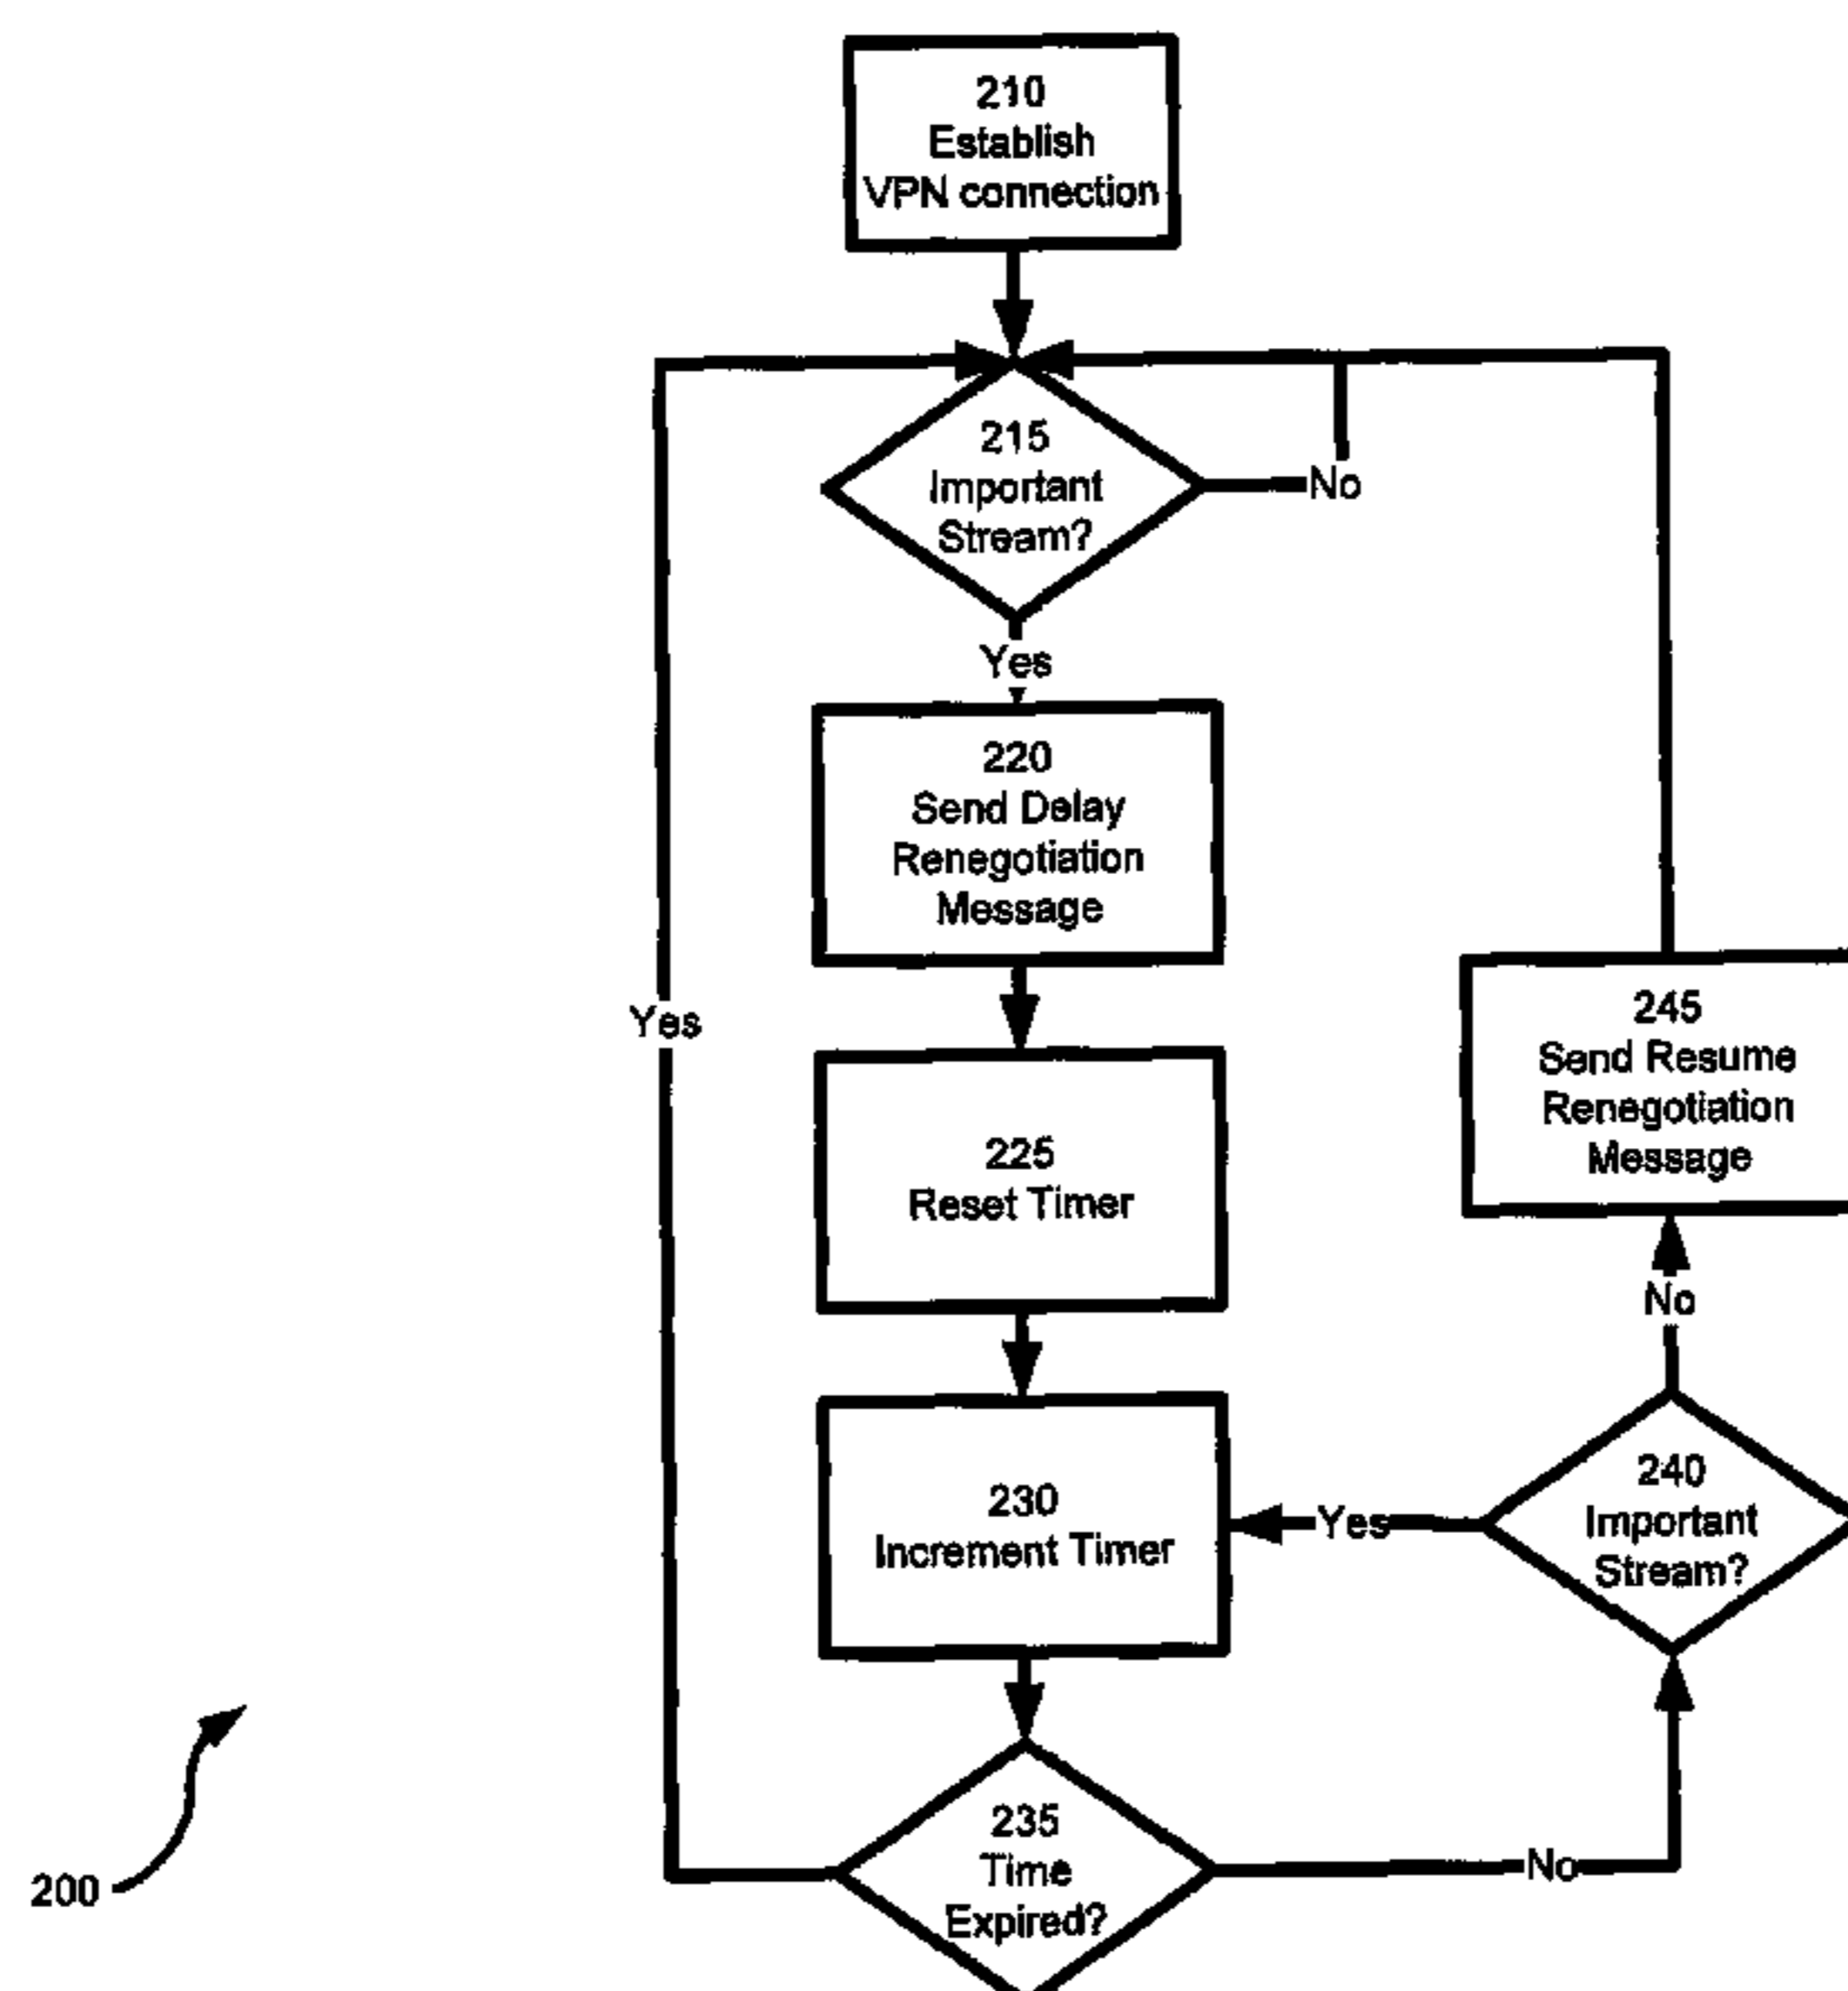 210
Establish
VPN connection
215
Important
Stream?
No
Yes
220
Send Delay
Renegotiation
Message
Yes
245
Send Resume
Renegotiation
Message
225
Reset Timer
No
230
Increment Timer
Yes
240
Important
Stream?
235
Time
Expired?
No
200